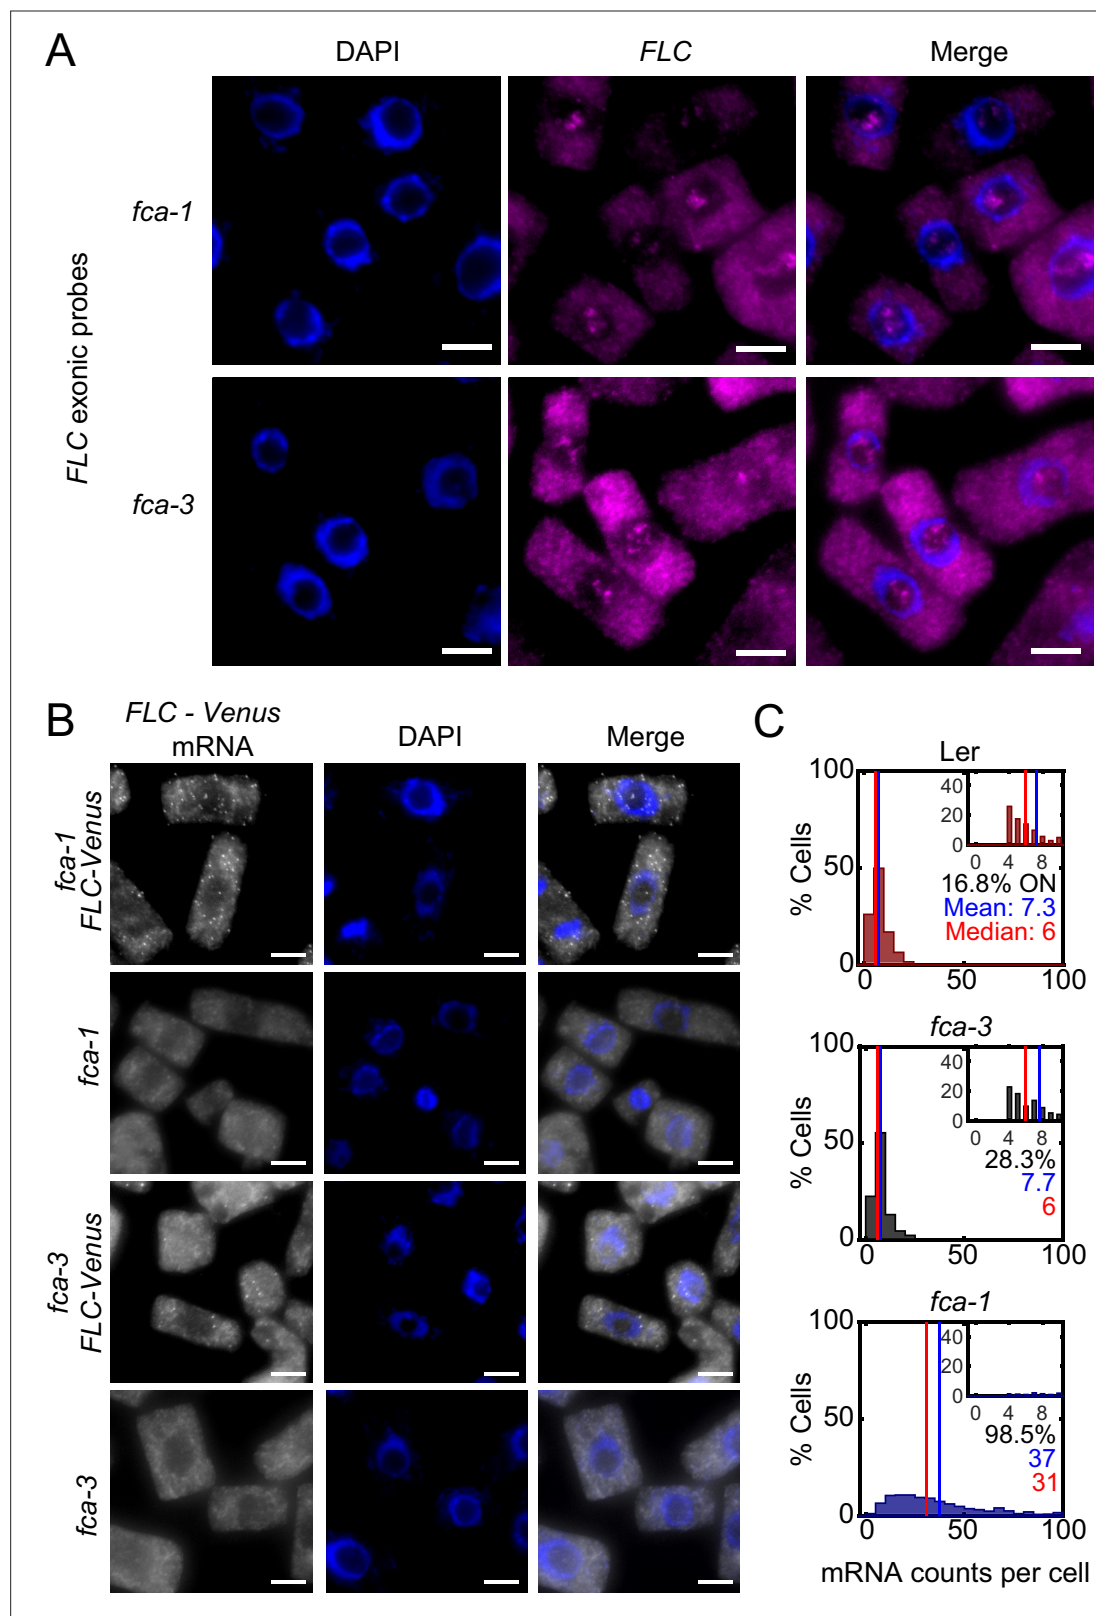 A
DAPI
FLC
Merge
FLC exonic probes
fca-1
fca-3
B
FLC - Venus
mRNA
DAPI
Merge
fca-1
FLC-Venus
fca-1
fca-3
FLC-Venus
fca-3
C
Ler
% Cells
100
50
0
0
50
100
40
20
0
0
4
8
16.8% ON
Mean: 7.3
Median: 6
fca-3
% Cells
100
50
0
0
50
100
40
20
0
0
4
8
28.3%
7.7
6
fca-1
% Cells
100
50
0
0
50
100
40
20
0
0
4
8
98.5%
37
31
mRNA counts per cell